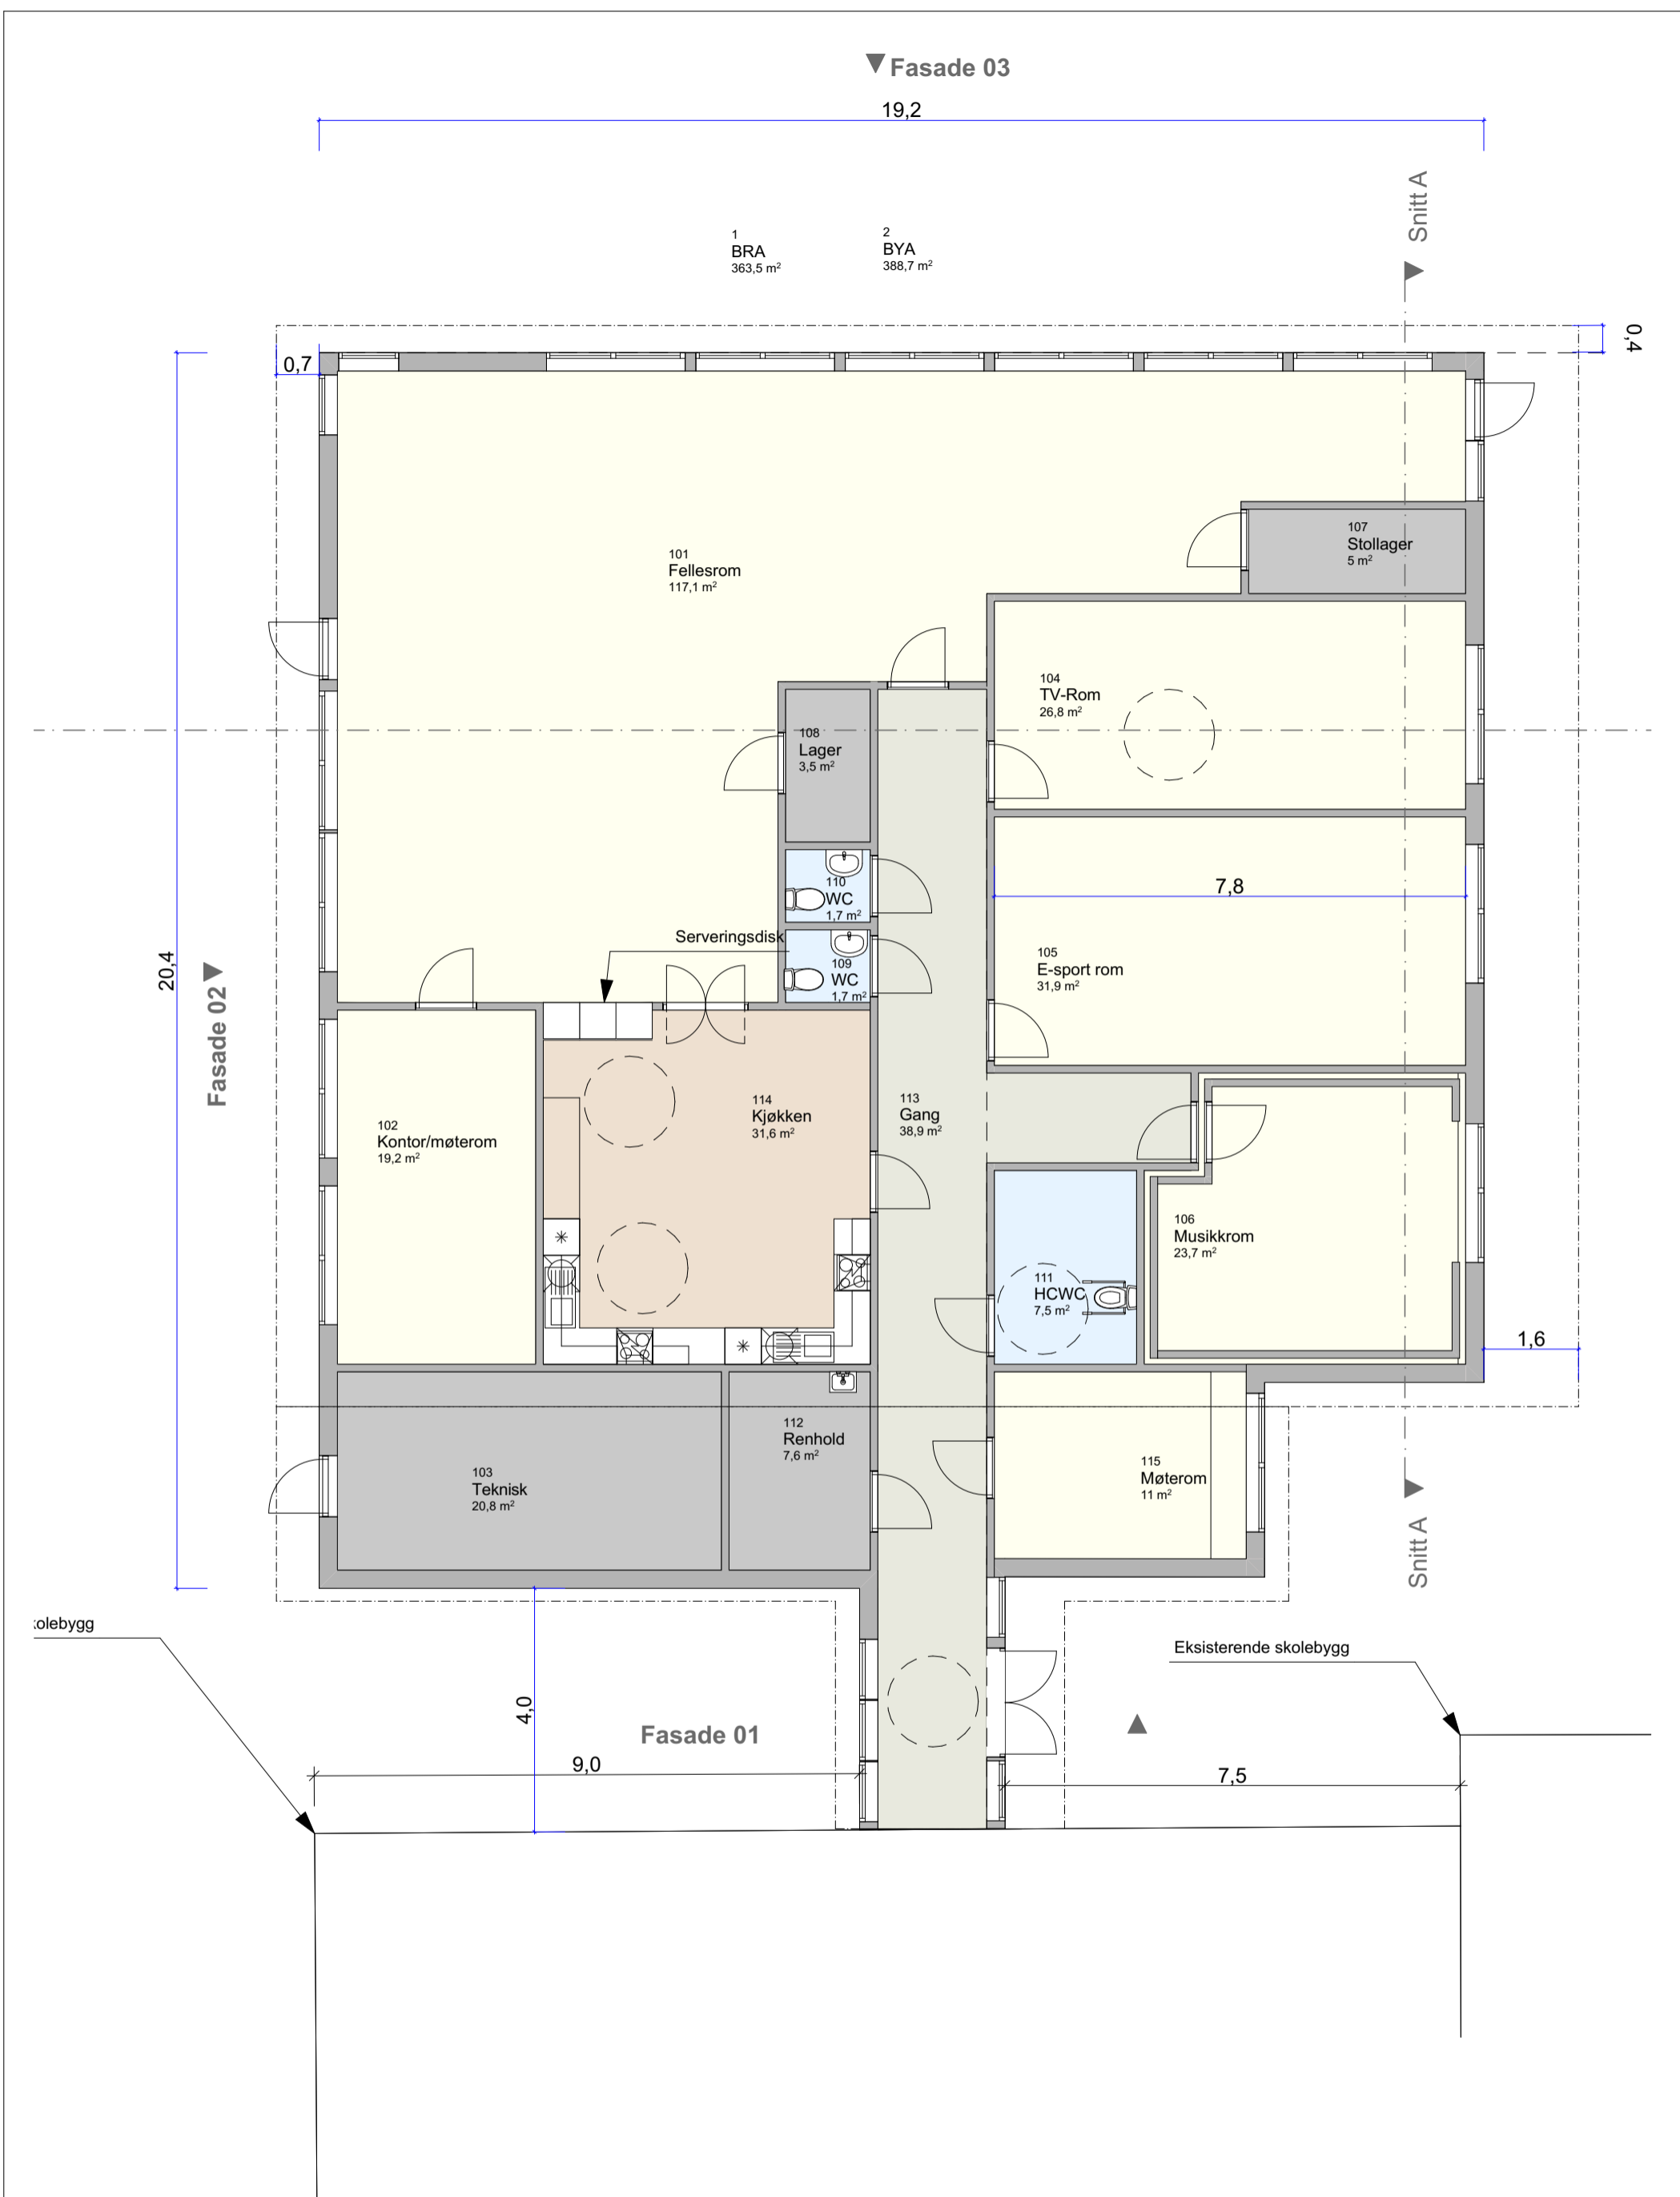 Fasade 03
19,2
Snitt A
1
BRA
363,5 m²
2
BYA
388,7 m²
0,4
0,7
107
Stollager
5 m²
101
Fellesrom
117,1 m²
104
TV-Rom
26,8 m²
108
Lager
3,5 m²
110
WC
1,7 m²
7,8
Serveringsdisk
109
WC
1,7 m²
105
E-sport rom
31,9 m²
20,4
Fasade 02
102
Kontor/møterom
19,2 m²
114
Kjøkken
31,6 m²
113
Gang
38,9 m²
106
Musikkrom
23,7 m²
111
HCWC
7,5 m²
1,6
112
Renhold
7,6 m²
103
Teknisk
20,8 m²
115
Møterom
11 m²
Snitt A
kolebygg
Eksisterende skolebygg
4,0
Fasade 01
9,0
7,5